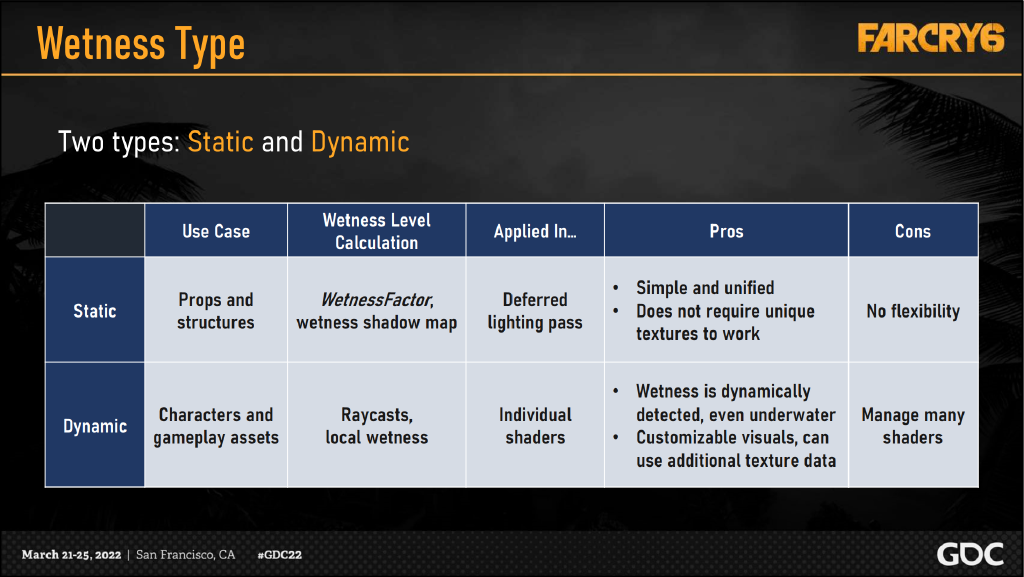 Wetness Type
FARCRY6
Two types: Static and Dynamic
Use Case
Wetness Level
Calculation
Applied In...
Pros
Cons
Static
Props and
structures
WetnessFactor,
wetness shadow map
Deferred
lighting pass
• Simple and unified
• Does not require unique
textures to work
No flexibility
Dynamic
Characters and
gameplay assets
Raycasts,
local wetness
Individual
shaders
• Wetness is dynamically
detected, even underwater
• Customizable visuals, can
use additional texture data
Manage many
shaders
March 21-25, 2022 | San Francisco, CA #GDC22
GDC